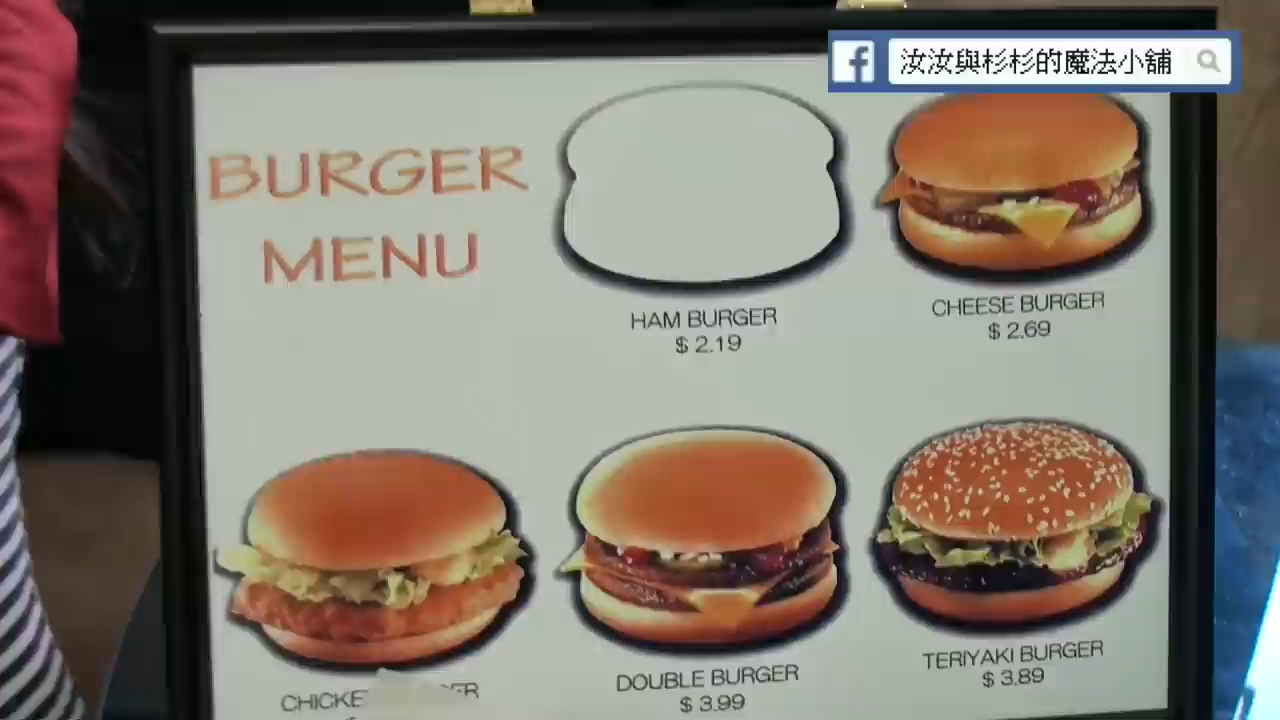 汝汝與杉杉的魔法小舖
BURGER
MENU
HAM BURGER
$ 2.19
CHEESE BURGER
$ 2.69
DOUBLE BURGER
$ 3.99
TERIYAKI BURGER
$ 3.89